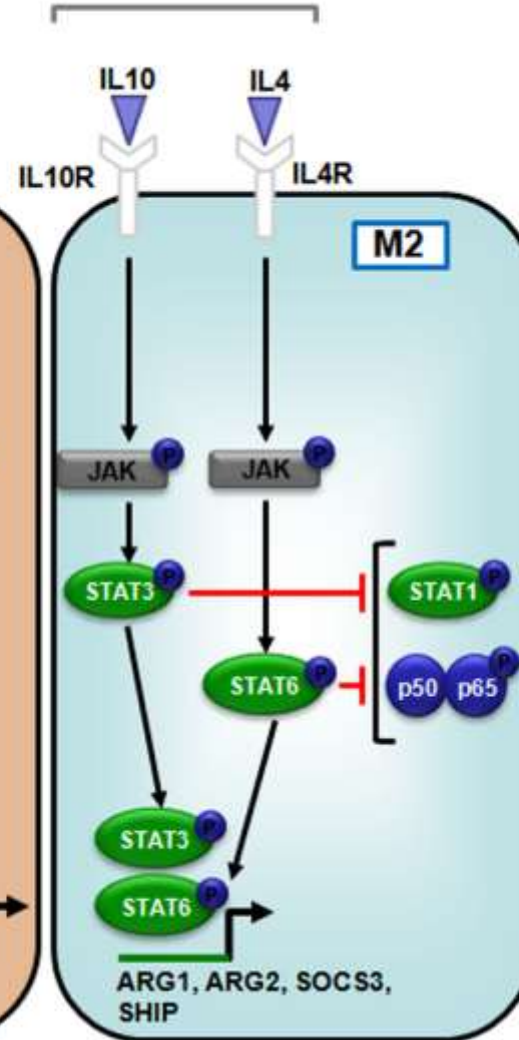 IL10
IL4
IL10R
IL4R
M2
JAK
P
JAK
P
STAT3
P
STAT1
P
STAT6
P
p50
p65
P
STAT3
P
STAT6
P
ARG1, ARG2, SOCS3,
SHIP